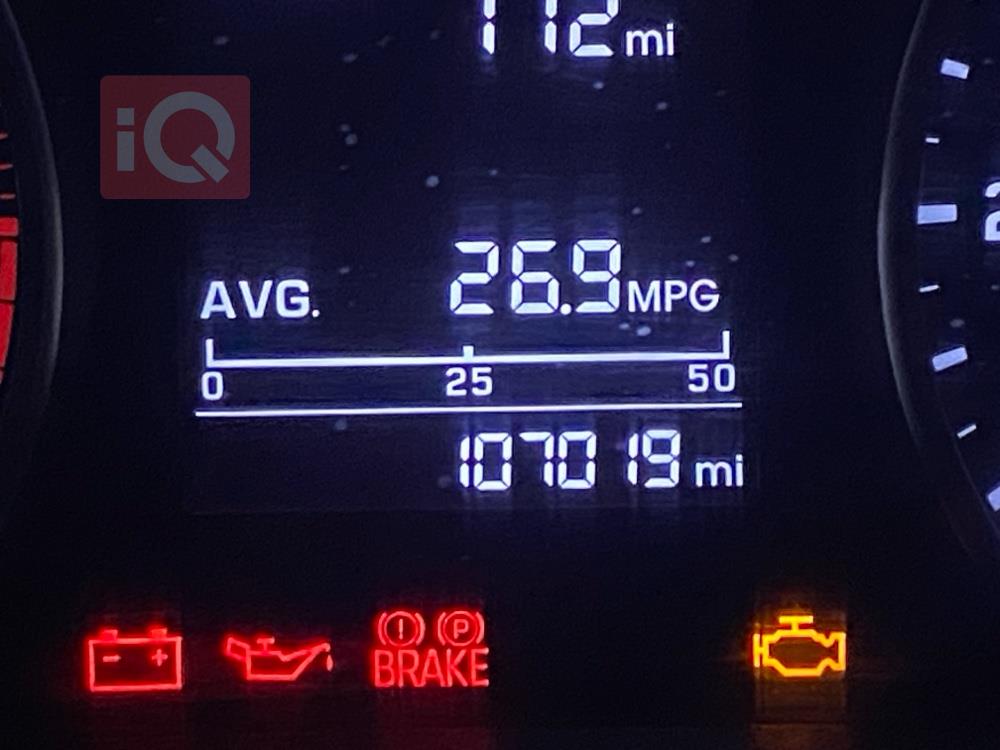 112 mi
iQ
AVG. 26.9 MPG
0 25 50
107019 mi
(!) (P)
BRAKE
- +